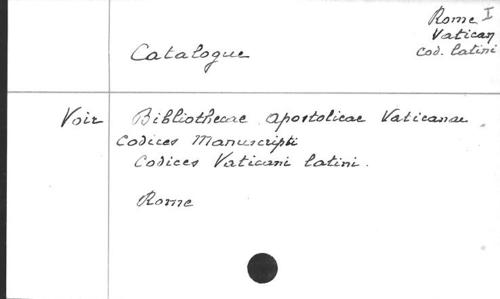 Rome I
Vatican
Cod. latini
Catalogue
Voir Bibliothecae Apostolicae Vaticanae
Codices Manuscripti
Codices Vaticani latini.
Rome